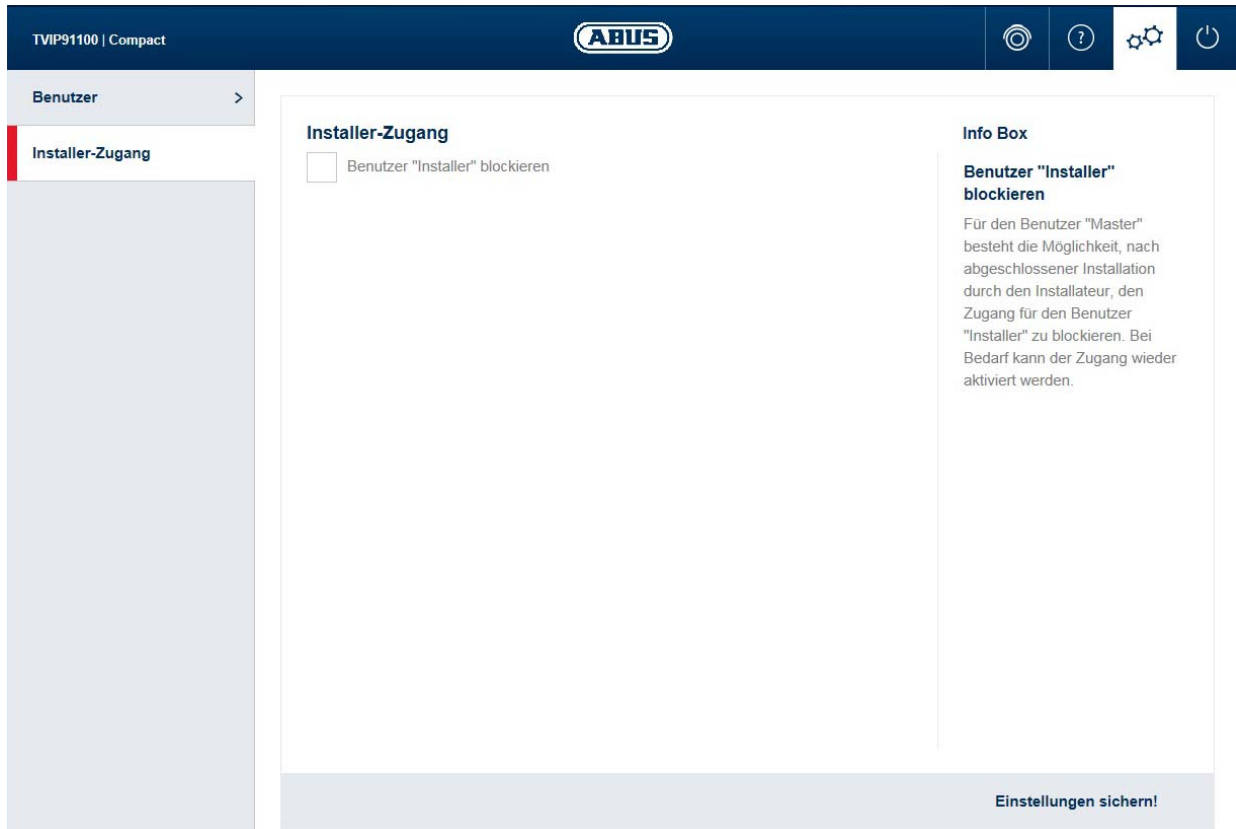 TVIP91100 | Compact
ABUS
?
Benutzer >
Installer-Zugang
Installer-Zugang
Benutzer "Installer" blockieren
Info Box
Benutzer "Installer"
blockieren
Für den Benutzer "Master"
besteht die Möglichkeit, nach
abgeschlossener Installation
durch den Installateur, den
Zugang für den Benutzer
"Installer" zu blockieren. Bei
Bedarf kann der Zugang wieder
aktiviert werden.
Einstellungen sichern!